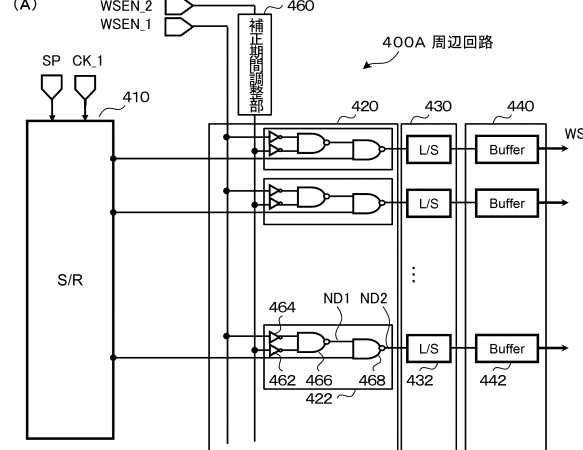 (A)
WSEN_2
WSEN_1
460
補正期間調整部
400A 周辺回路
SP
CK_1
410
420
430
440
WS
L/S
Buffer
L/S
Buffer
S/R
464
ND1
ND2
L/S
Buffer
462
466
468
432
442
422